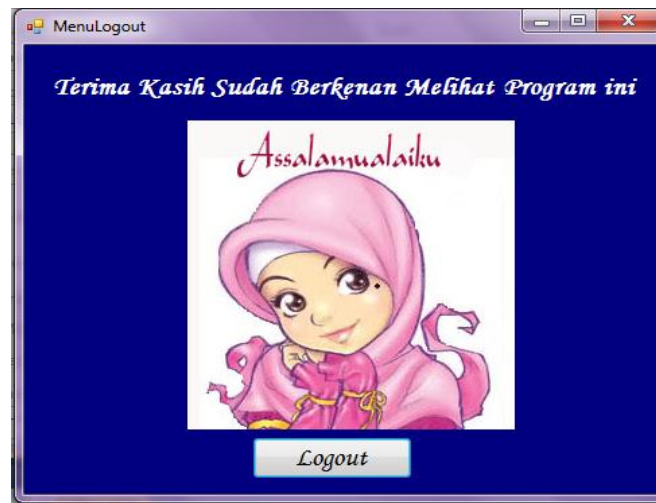 MenuLogout
Terima Kasih Sudah Berkenan Melihat Program ini
Assalamualaiku
Logout